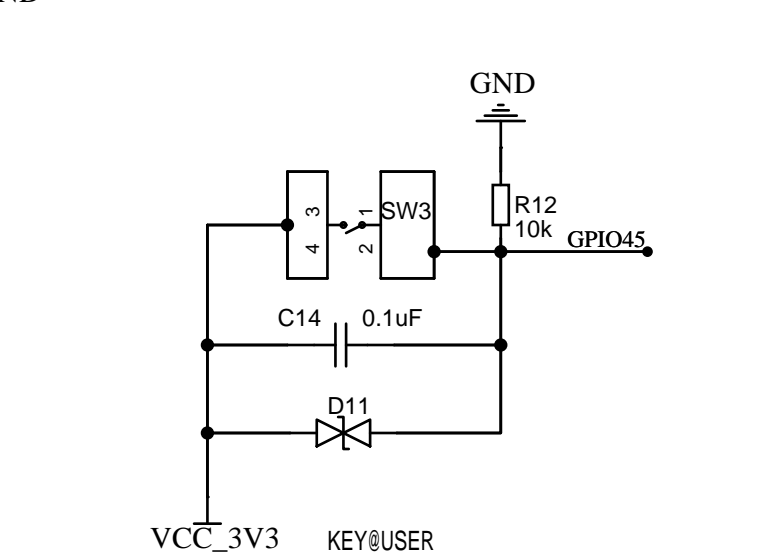 GND
3
1
SW3
4
2
R12
10k
GPIO45
C14
0.1uF
D11
VCC_3V3
KEY@USER